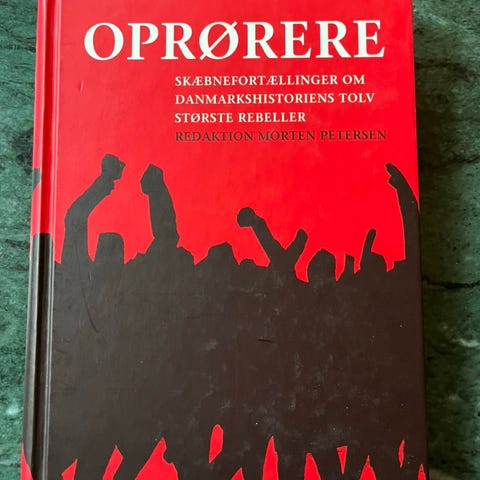 OPRØRERE
SKÆBNEFORTÆLLINGER OM
DANMARKSHISTORIENS TOLV
STØRSTE REBELLER
REDAKTION MORTEN PETERSEN